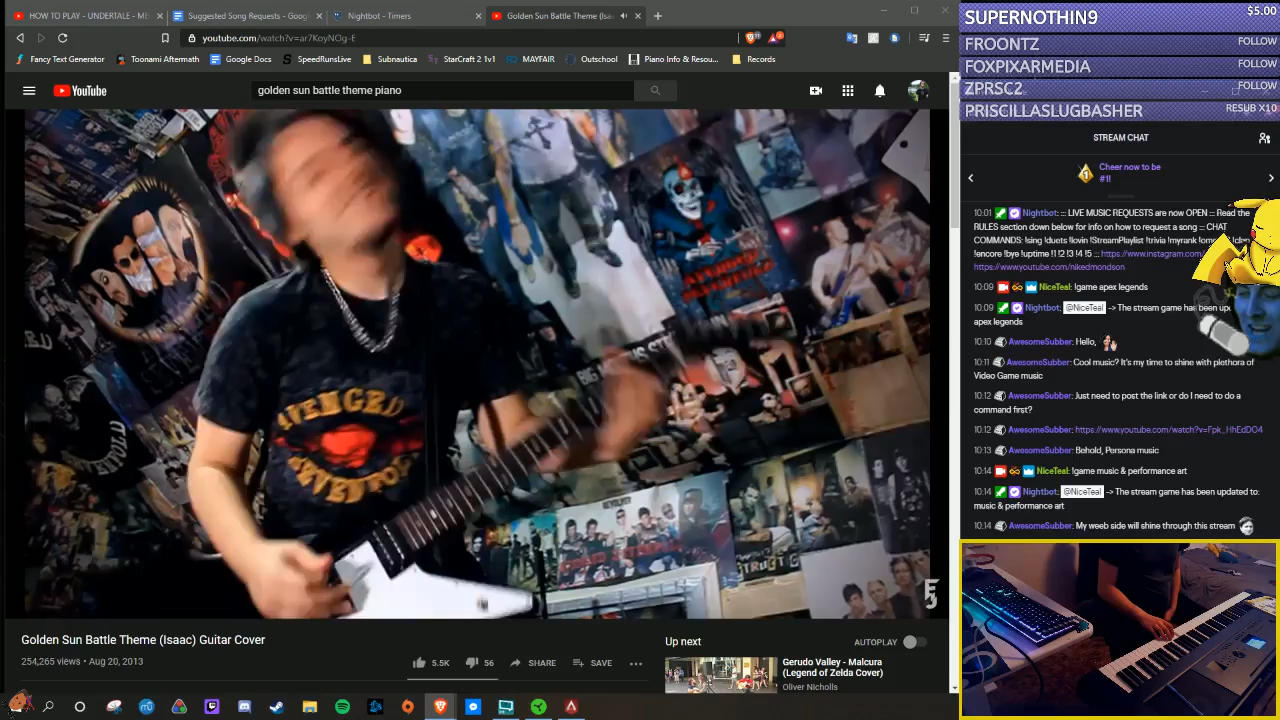 HOW TO PLAY - UNDERTALE - ME
Suggested Song Requests - Googl
Nightbot - Timers
Golden Sun Battle Theme (Isaac
youtube.com/watch?v=ar7KoyNOg-E
Fancy Text Generator
Toonami Aftermath
Google Docs
SpeedRunsLive
Subnautica
StarCraft 2 1v1
MAYFAIR
Outschool
Piano Info & Resou...
Records
YouTube
golden sun battle theme piano
AVENGED
SEVENFOLD
Golden Sun Battle Theme (Isaac) Guitar Cover
254,265 views • Aug 20, 2013
5.5K
56
SHARE
SAVE
Up next
AUTOPLAY
Gerudo Valley - Malcura
(Legend of Zelda Cover)
Oliver Nicholls
SUPERNOTHIN9 $5.00
FROONTZ FOLLOW
FOXPIXARMEDIA FOLLOW
ZPRSC2 FOLLOW
PRISCILLASLUGBASHER RESUB X10
STREAM CHAT
Cheer now to be
#1!
10:01 Nightbot: ::: LIVE MUSIC REQUESTS are now OPEN ::: Read the
RULES section down below for info on how to request a song ::: CHAT
COMMANDS: !sing !duets !lovin !StreamPlaylist !trivia !myrank
!encore !bye !uptime !1 !2 !3 !4 !5 ::: https://www.instagram.com/
https://www.youtube.com/nikedmondson
10:09 NiceTeal: !game apex legends
10:09 Nightbot: @NiceTeal -> The stream game has been
apex legends
10:10 AwesomeSubber: Hello,
10:11 AwesomeSubber: Cool music? It's my time to shine with plethora of
Video Game music
10:12 AwesomeSubber: Just need to post the link or do I need to do a
command first?
10:12 AwesomeSubber: https://www.youtube.com/watch?v=Fpk_HhEdDO4
10:13 AwesomeSubber: Behold, Persona music
10:14 NiceTeal: !game music & performance art
10:14 Nightbot: @NiceTeal -> The stream game has been updated to:
music & performance art
10:14 AwesomeSubber: My weeb side will shine through this stream